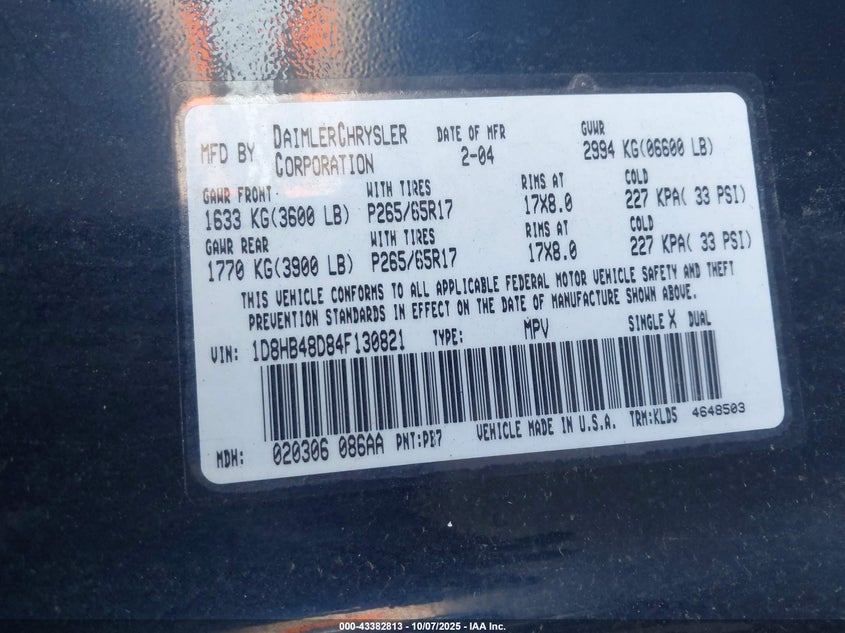 MFD BY DAIMLERCHRYSLER CORPORATION DATE OF MFR 2-04 GVWR 2994 KG(06600 LB)
GAWR FRONT WITH TIRES RIMS AT COLD
1633 KG(3600 LB) P265/65R17 17X8.0 227 KPA( 33 PSI)
GAWR REAR WITH TIRES RIMS AT COLD
1770 KG(3900 LB) P265/65R17 17X8.0 227 KPA( 33 PSI)
THIS VEHICLE CONFORMS TO ALL APPLICABLE FEDERAL MOTOR VEHICLE SAFETY AND THEFT
PREVENTION STANDARDS IN EFFECT ON THE DATE OF MANUFACTURE SHOWN ABOVE.
VIN: 1D8HB48D84F130821 TYPE: MPV SINGLE X DUAL
MDH: 020306 086AA PNT:PB7 VEHICLE MADE IN U.S.A. TRM:KLD5 4648503
000-43382813 - 10/07/2025 - IAA Inc.